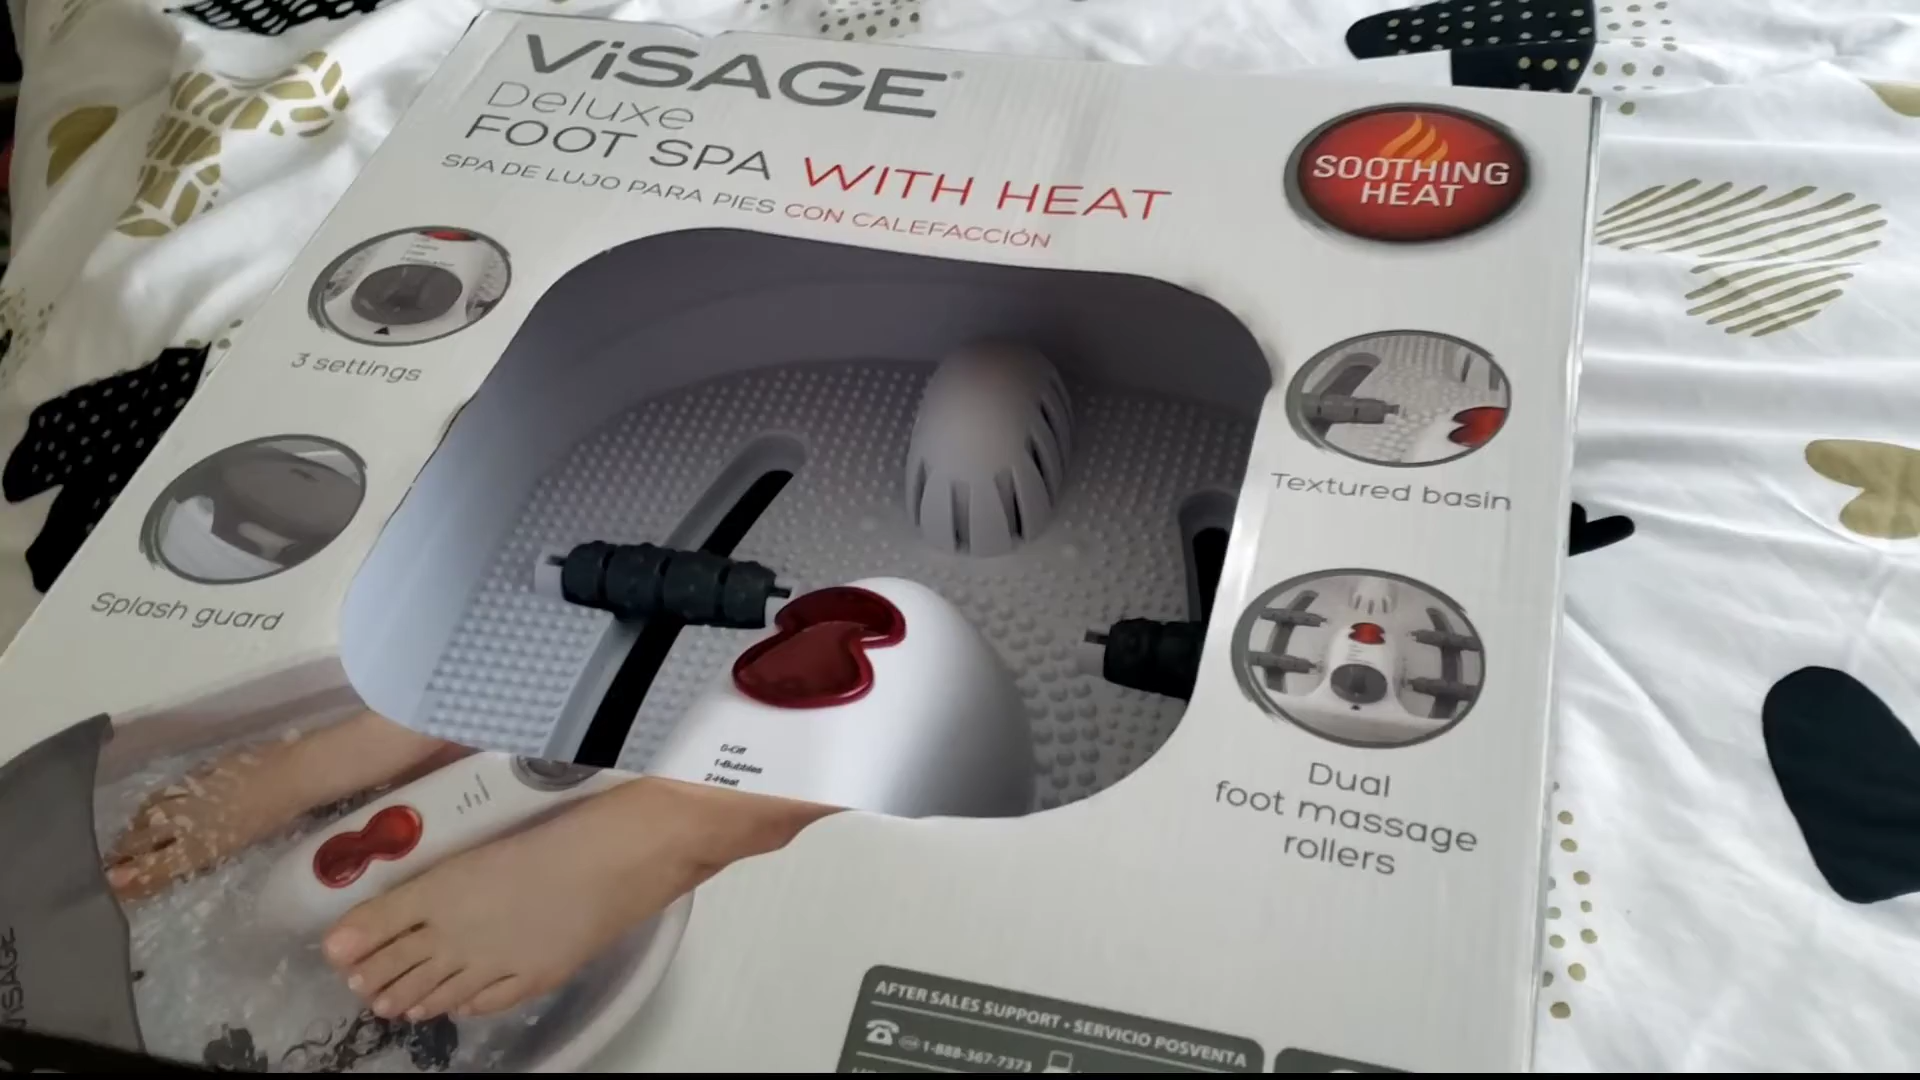 ViSAGE®
Deluxe
FOOT SPA WITH HEAT
SPA DE LUJO PARA PIES CON CALEFACCIÓN
SOOTHING
HEAT
3 settings
Splash guard
Textured basin
Dual
foot massage
rollers
0-Off
1-Bubbles
2-Heat
ViSAGE
AFTER SALES SUPPORT • SERVICIO POSVENTA
1-888-367-7373